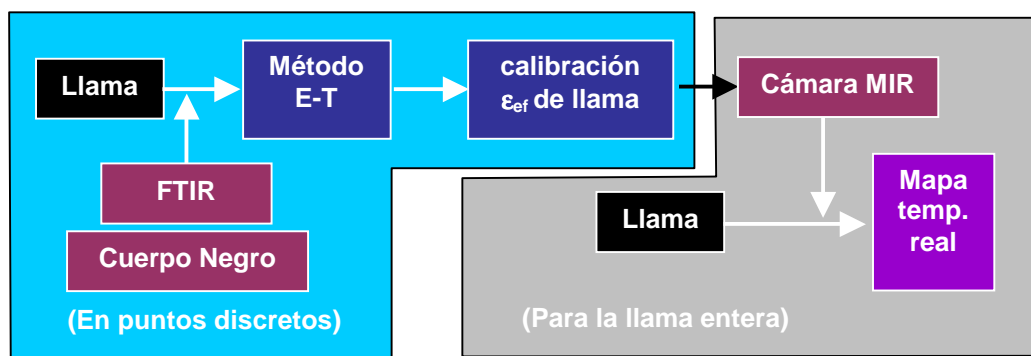 Llama
Método
E-T
calibración
εef de llama
Cámara MIR
FTIR
Cuerpo Negro
(En puntos discretos)
Llama
Mapa
temp.
real
(Para la llama entera)